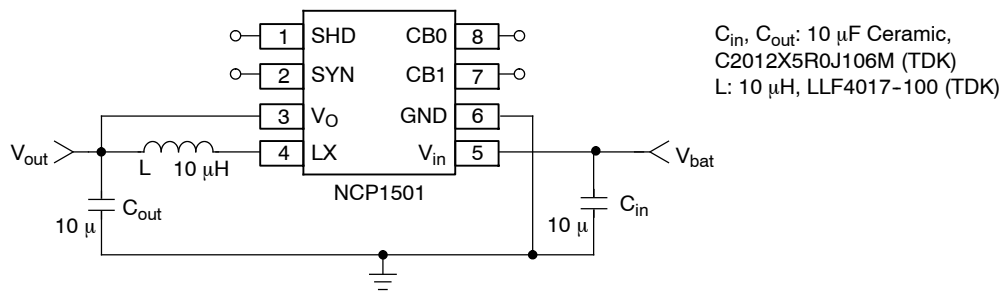 1 SHD CB0 8
2 SYN CB1 7
3 VO GND 6
4 LX Vin 5
NCP1501
Vout
L 10 μH
Cout
10 μ
Vbat
Cin
10 μ
Cin, Cout: 10 μF Ceramic,
C2012X5R0J106M (TDK)
L: 10 μH, LLF4017-100 (TDK)